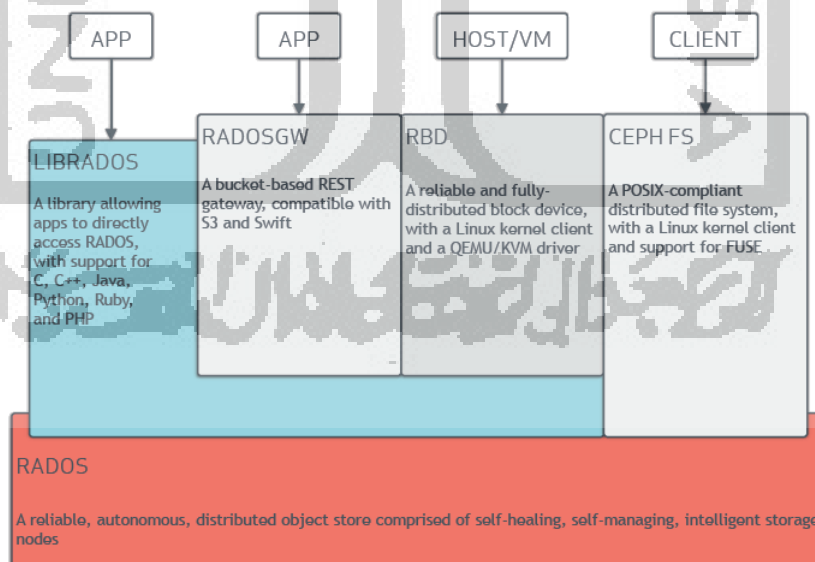 APP
APP
HOST/VM
CLIENT
LIBRADOS
A library allowing
apps to directly
access RADOS,
with support for
C, C++, Java,
Python, Ruby,
and PHP
RADOSGW
A bucket-based REST
gateway, compatible with
S3 and Swift
RBD
A reliable and fully-
distributed block device,
with a Linux kernel client
and a QEMU/KVM driver
CEPH FS
A POSIX-compliant
distributed file system,
with a Linux kernel client
and support for FUSE
RADOS
A reliable, autonomous, distributed object store comprised of self-healing, self-managing, intelligent storage
nodes